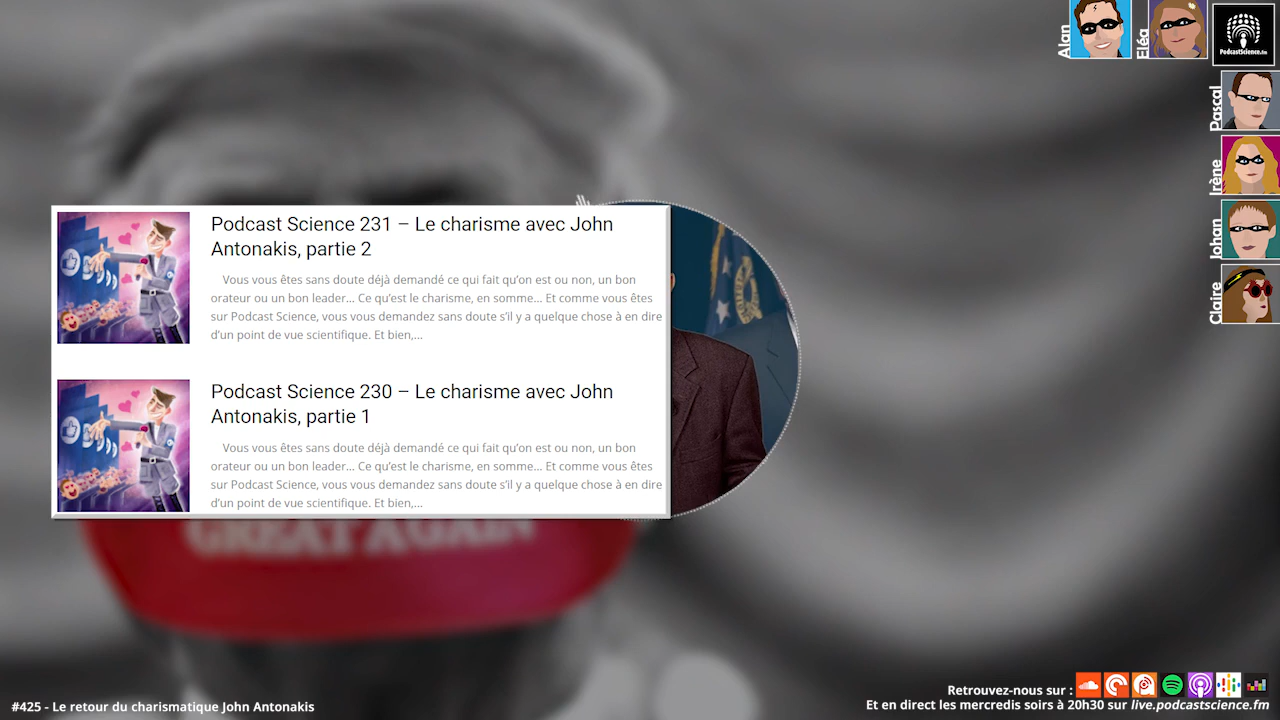 Alan
Eléa
PodcastScience.fm
Pascal
Irène
Johan
Claire
Podcast Science 231 – Le charisme avec John
Antonakis, partie 2
Vous vous êtes sans doute déjà demandé ce qui fait qu’on est ou non, un bon
orateur ou un bon leader… Ce qu’est le charisme, en somme… Et comme vous êtes
sur Podcast Science, vous vous demandez sans doute s’il y a quelque chose à en dire
d’un point de vue scientifique. Et bien,…
Podcast Science 230 – Le charisme avec John
Antonakis, partie 1
Vous vous êtes sans doute déjà demandé ce qui fait qu’on est ou non, un bon
orateur ou un bon leader… Ce qu’est le charisme, en somme… Et comme vous êtes
sur Podcast Science, vous vous demandez sans doute s’il y a quelque chose à en dire
d’un point de vue scientifique. Et bien,…
GREAT AGAIN
Retrouvez-nous sur :
Et en direct les mercredis soirs à 20h30 sur live.podcastscience.fm
#425 - Le retour du charismatique John Antonakis